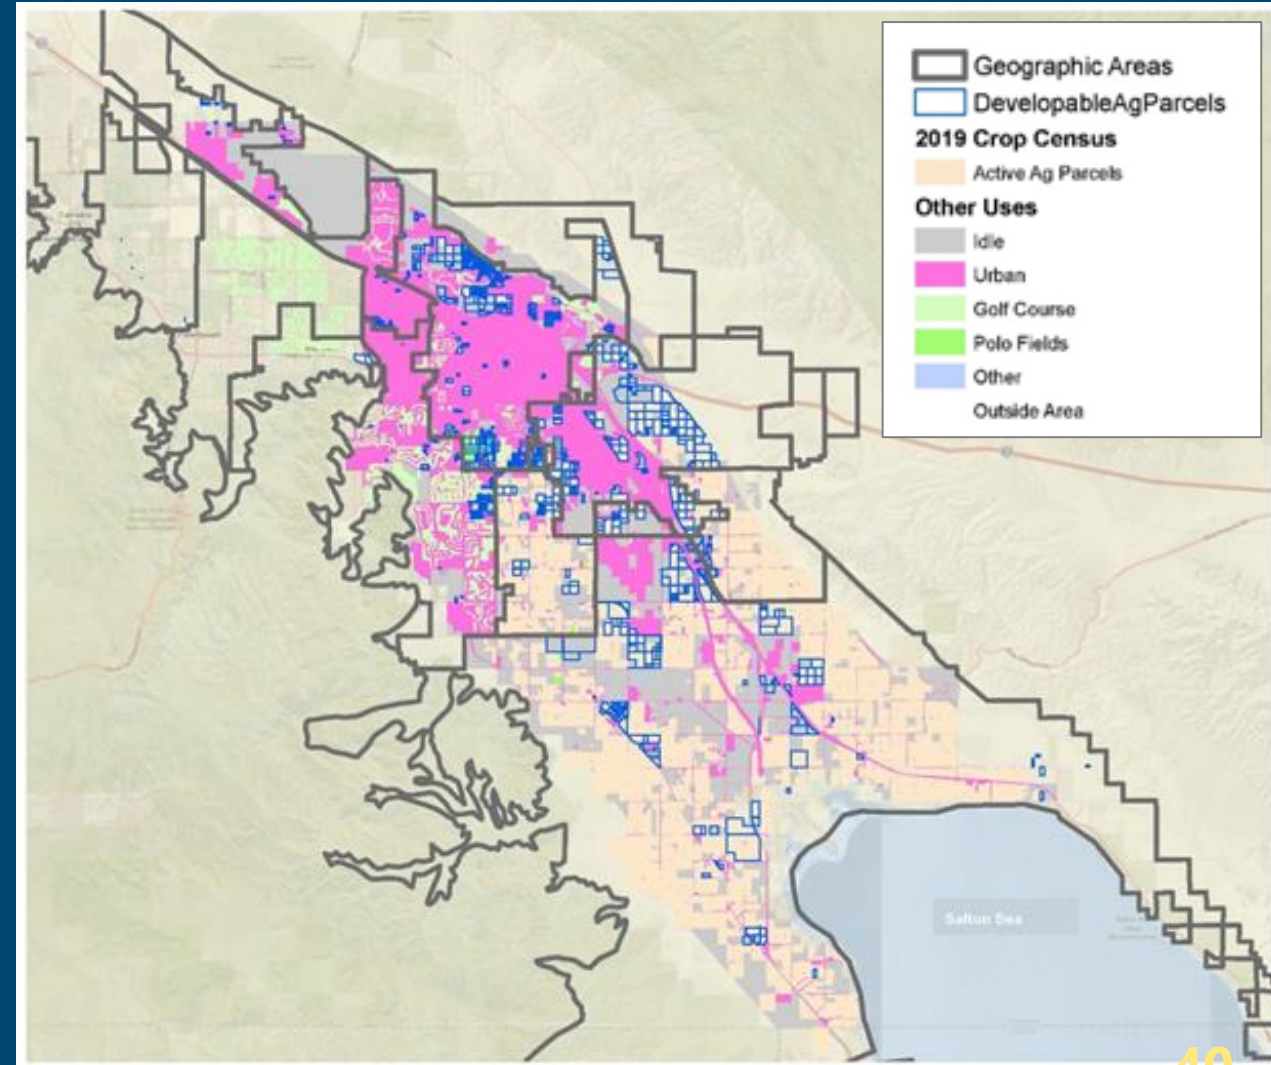 Geographic Areas
DevelopableAgParcels
2019 Crop Census
Active Ag Parcels
Other Uses
Idle
Urban
Golf Course
Polo Fields
Other
Outside Area
Salton Sea